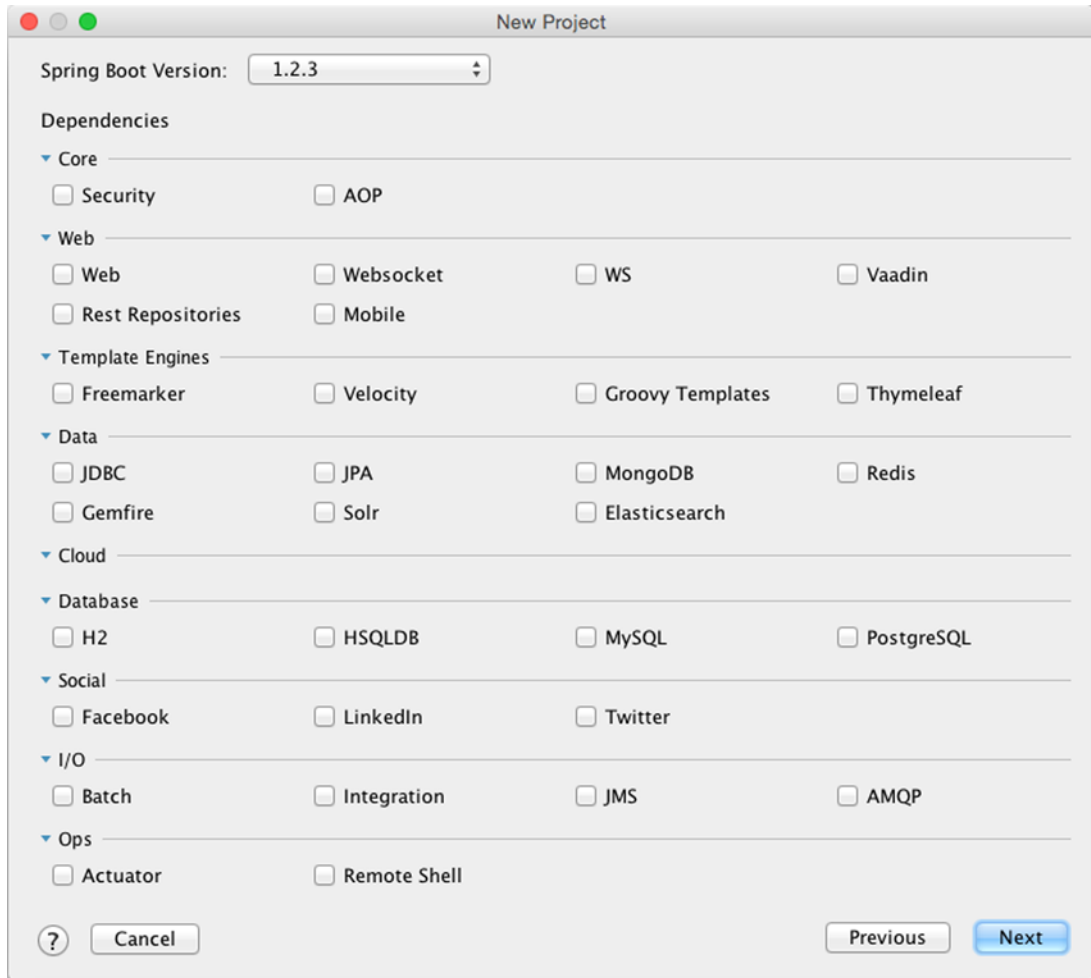 New Project
Spring Boot Version: 1.2.3
Dependencies
Core
Security AOP
Web
Web Websocket WS Vaadin
Rest Repositories Mobile
Template Engines
Freemarker Velocity Groovy Templates Thymeleaf
Data
JDBC JPA MongoDB Redis
Gemfire Solr Elasticsearch
Cloud
Database
H2 HSQLDB MySQL PostgreSQL
Social
Facebook LinkedIn Twitter
I/O
Batch Integration JMS AMQP
Ops
Actuator Remote Shell
? Cancel Previous Next